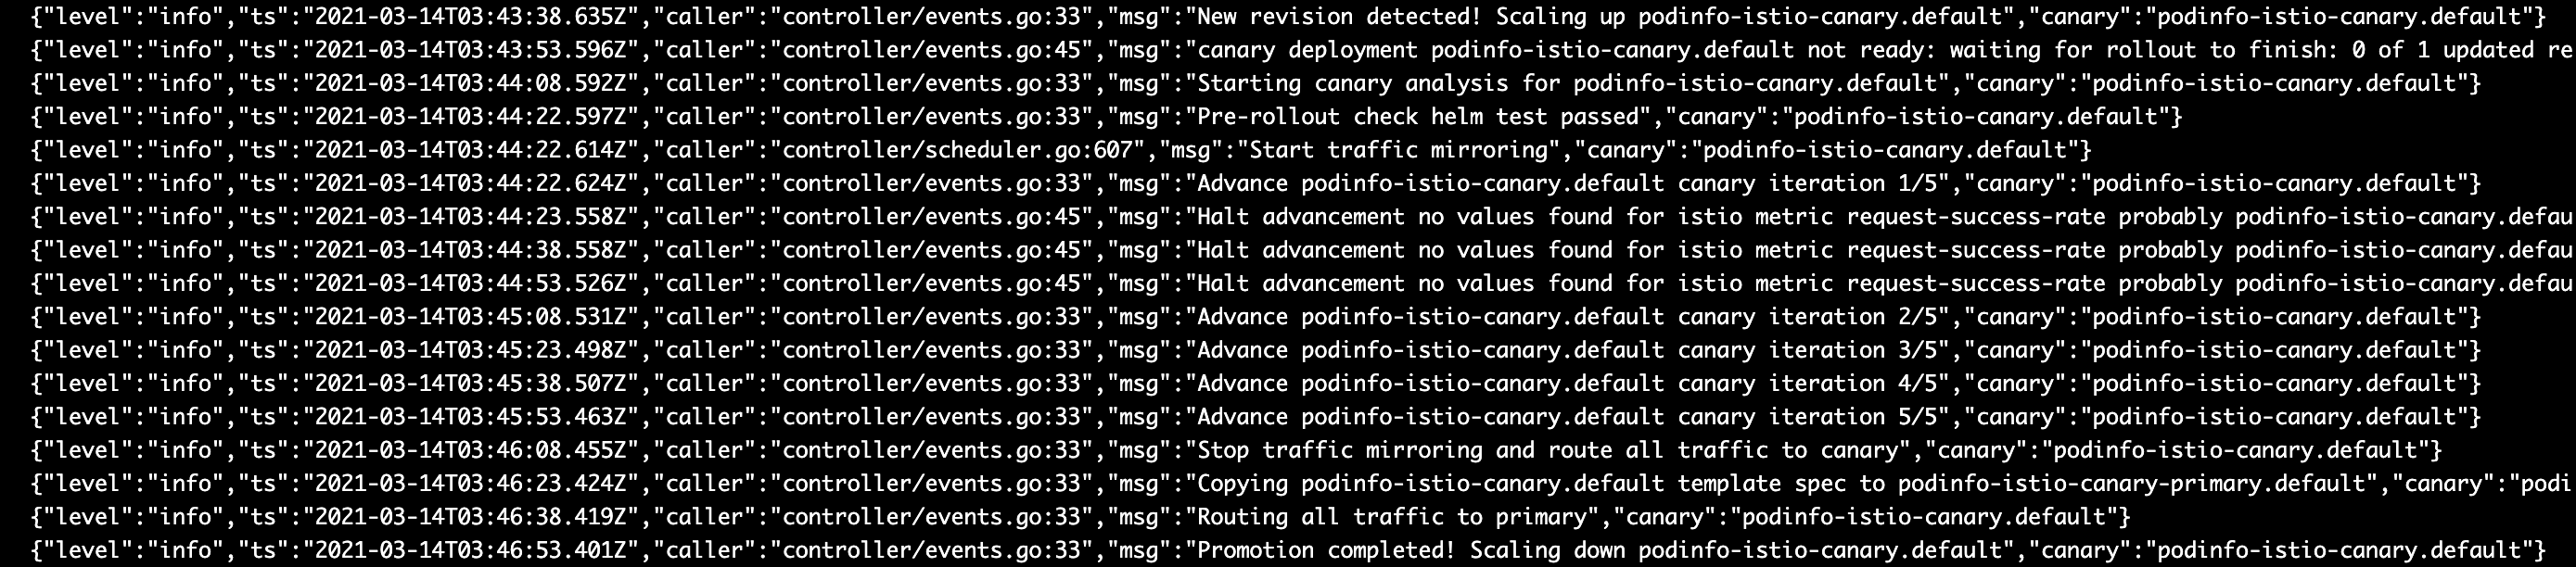 {"level":"info","ts":"2021-03-14T03:43:38.635Z","caller":"controller/events.go:33","msg":"New revision detected! Scaling up podinfo-istio-canary.default","canary":"podinfo-istio-canary.default"}
{"level":"info","ts":"2021-03-14T03:43:53.596Z","caller":"controller/events.go:45","msg":"canary deployment podinfo-istio-canary.default not ready: waiting for rollout to finish: 0 of 1 updated re
{"level":"info","ts":"2021-03-14T03:44:08.592Z","caller":"controller/events.go:33","msg":"Starting canary analysis for podinfo-istio-canary.default","canary":"podinfo-istio-canary.default"}
{"level":"info","ts":"2021-03-14T03:44:22.597Z","caller":"controller/events.go:33","msg":"Pre-rollout check helm test passed","canary":"podinfo-istio-canary.default"}
{"level":"info","ts":"2021-03-14T03:44:22.614Z","caller":"controller/scheduler.go:607","msg":"Start traffic mirroring","canary":"podinfo-istio-canary.default"}
{"level":"info","ts":"2021-03-14T03:44:22.624Z","caller":"controller/events.go:33","msg":"Advance podinfo-istio-canary.default canary iteration 1/5","canary":"podinfo-istio-canary.default"}
{"level":"info","ts":"2021-03-14T03:44:23.558Z","caller":"controller/events.go:45","msg":"Halt advancement no values found for istio metric request-success-rate probably podinfo-istio-canary.defau
{"level":"info","ts":"2021-03-14T03:44:38.558Z","caller":"controller/events.go:45","msg":"Halt advancement no values found for istio metric request-success-rate probably podinfo-istio-canary.defau
{"level":"info","ts":"2021-03-14T03:44:53.526Z","caller":"controller/events.go:45","msg":"Halt advancement no values found for istio metric request-success-rate probably podinfo-istio-canary.defau
{"level":"info","ts":"2021-03-14T03:45:08.531Z","caller":"controller/events.go:33","msg":"Advance podinfo-istio-canary.default canary iteration 2/5","canary":"podinfo-istio-canary.default"}
{"level":"info","ts":"2021-03-14T03:45:23.498Z","caller":"controller/events.go:33","msg":"Advance podinfo-istio-canary.default canary iteration 3/5","canary":"podinfo-istio-canary.default"}
{"level":"info","ts":"2021-03-14T03:45:38.507Z","caller":"controller/events.go:33","msg":"Advance podinfo-istio-canary.default canary iteration 4/5","canary":"podinfo-istio-canary.default"}
{"level":"info","ts":"2021-03-14T03:45:53.463Z","caller":"controller/events.go:33","msg":"Advance podinfo-istio-canary.default canary iteration 5/5","canary":"podinfo-istio-canary.default"}
{"level":"info","ts":"2021-03-14T03:46:08.455Z","caller":"controller/events.go:33","msg":"Stop traffic mirroring and route all traffic to canary","canary":"podinfo-istio-canary.default"}
{"level":"info","ts":"2021-03-14T03:46:23.424Z","caller":"controller/events.go:33","msg":"Copying podinfo-istio-canary.default template spec to podinfo-istio-canary-primary.default","canary":"podi
{"level":"info","ts":"2021-03-14T03:46:38.419Z","caller":"controller/events.go:33","msg":"Routing all traffic to primary","canary":"podinfo-istio-canary.default"}
{"level":"info","ts":"2021-03-14T03:46:53.401Z","caller":"controller/events.go:33","msg":"Promotion completed! Scaling down podinfo-istio-canary.default","canary":"podinfo-istio-canary.default"}